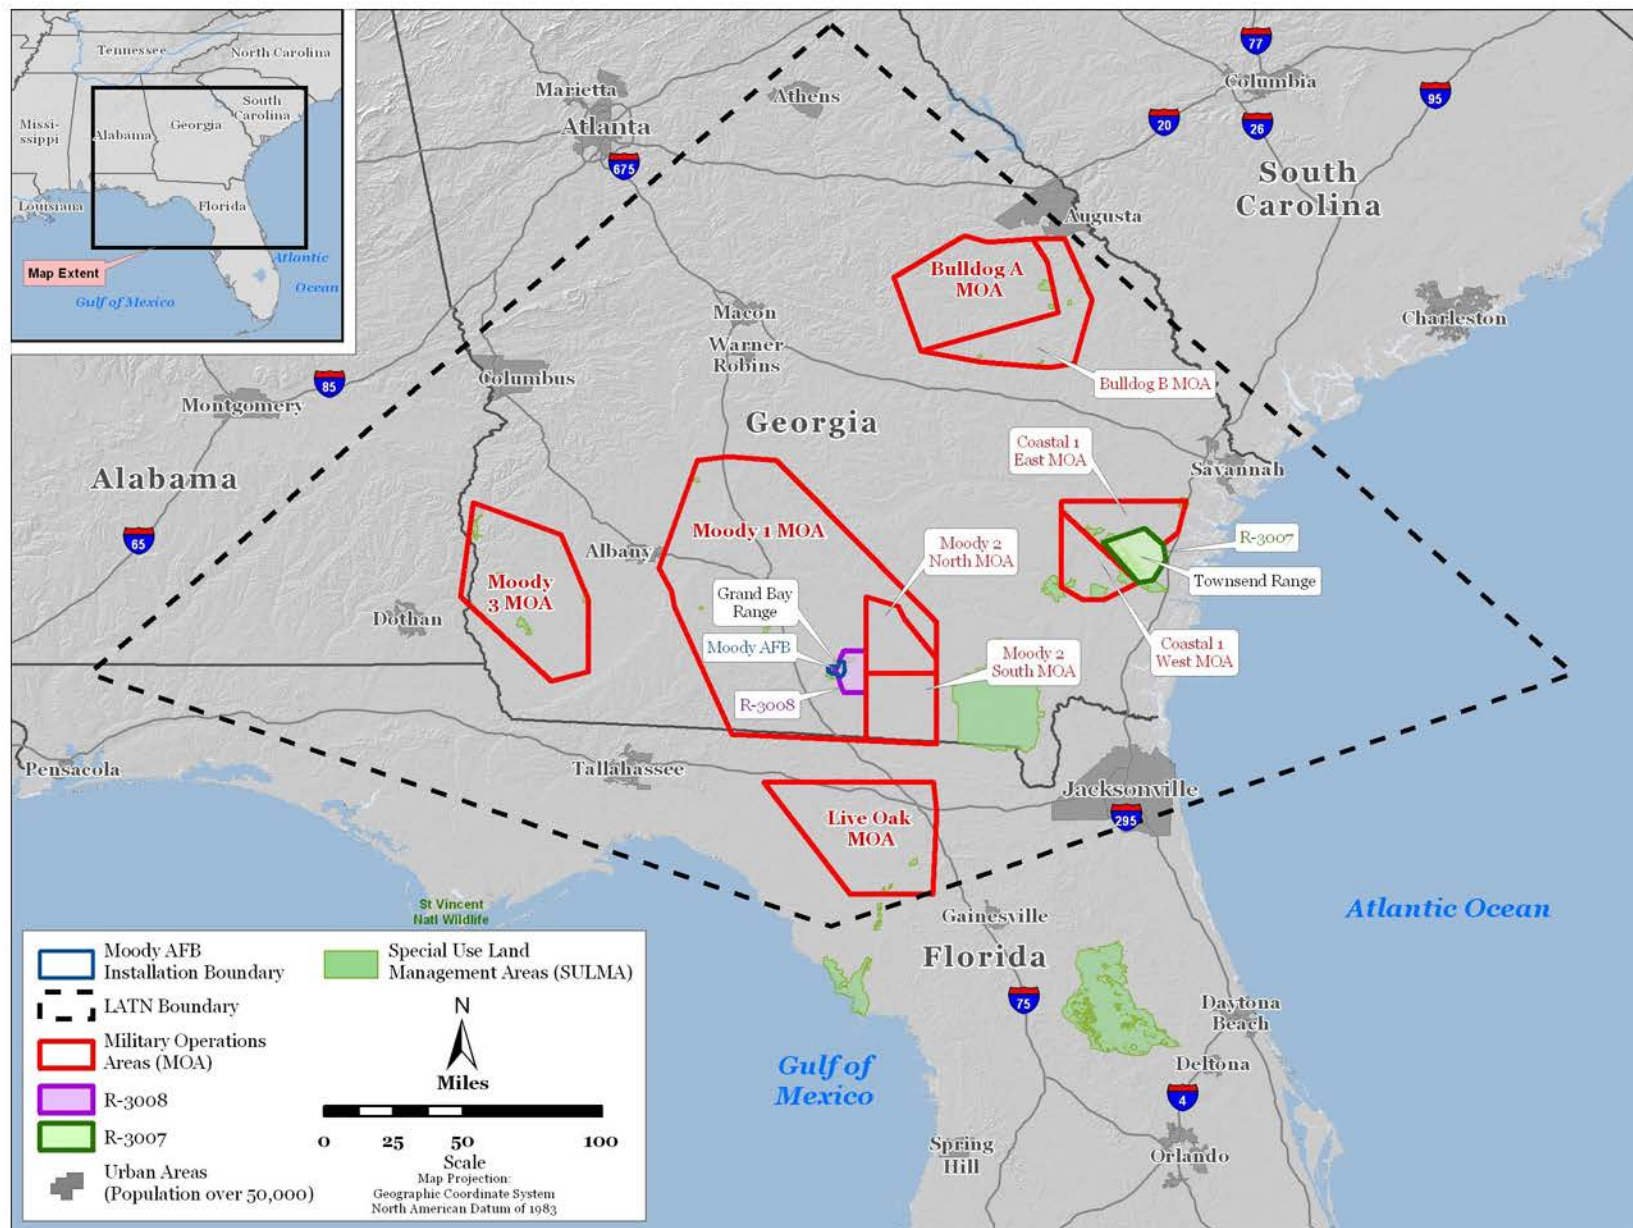 Tennessee
North Carolina
South
Carolina
Missi-
ssippi
Alabama
Georgia
Louisiana
Florida
Map Extent
Gulf of Mexico
Atlantic
Ocean
77
Columbia
95
20
26
Marietta
Athens
Atlanta
675
South
Carolina
Augusta
Bulldog A
MOA
Charleston
Macon
Warner
Robins
Columbus
85
Montgomery
Bulldog B MOA
Georgia
Coastal 1
East MOA
Savannah
Alabama
65
Moody 1 MOA
Moody 2
North MOA
R-3007
Albany
Moody
3 MOA
Grand Bay
Range
Townsend Range
Dothan
Moody AFB
Moody 2
South MOA
Coastal 1
West MOA
R-3008
Pensacola
Tallahassee
Jacksonville
295
Live Oak
MOA
St Vincent
Natl Wildlife
Gainesville
Atlantic Ocean
Florida
75
Daytona
Beach
Deltona
Gulf of
Mexico
4
Spring
Hill
Orlando
Moody AFB
Installation Boundary
LATN Boundary
Military Operations
Areas (MOA)
R-3008
R-3007
Urban Areas
(Population over 50,000)
Special Use Land
Management Areas (SULMA)
N
Miles
0 25 50 100
Scale
Map Projection:
Geographic Coordinate System
North American Datum of 1983